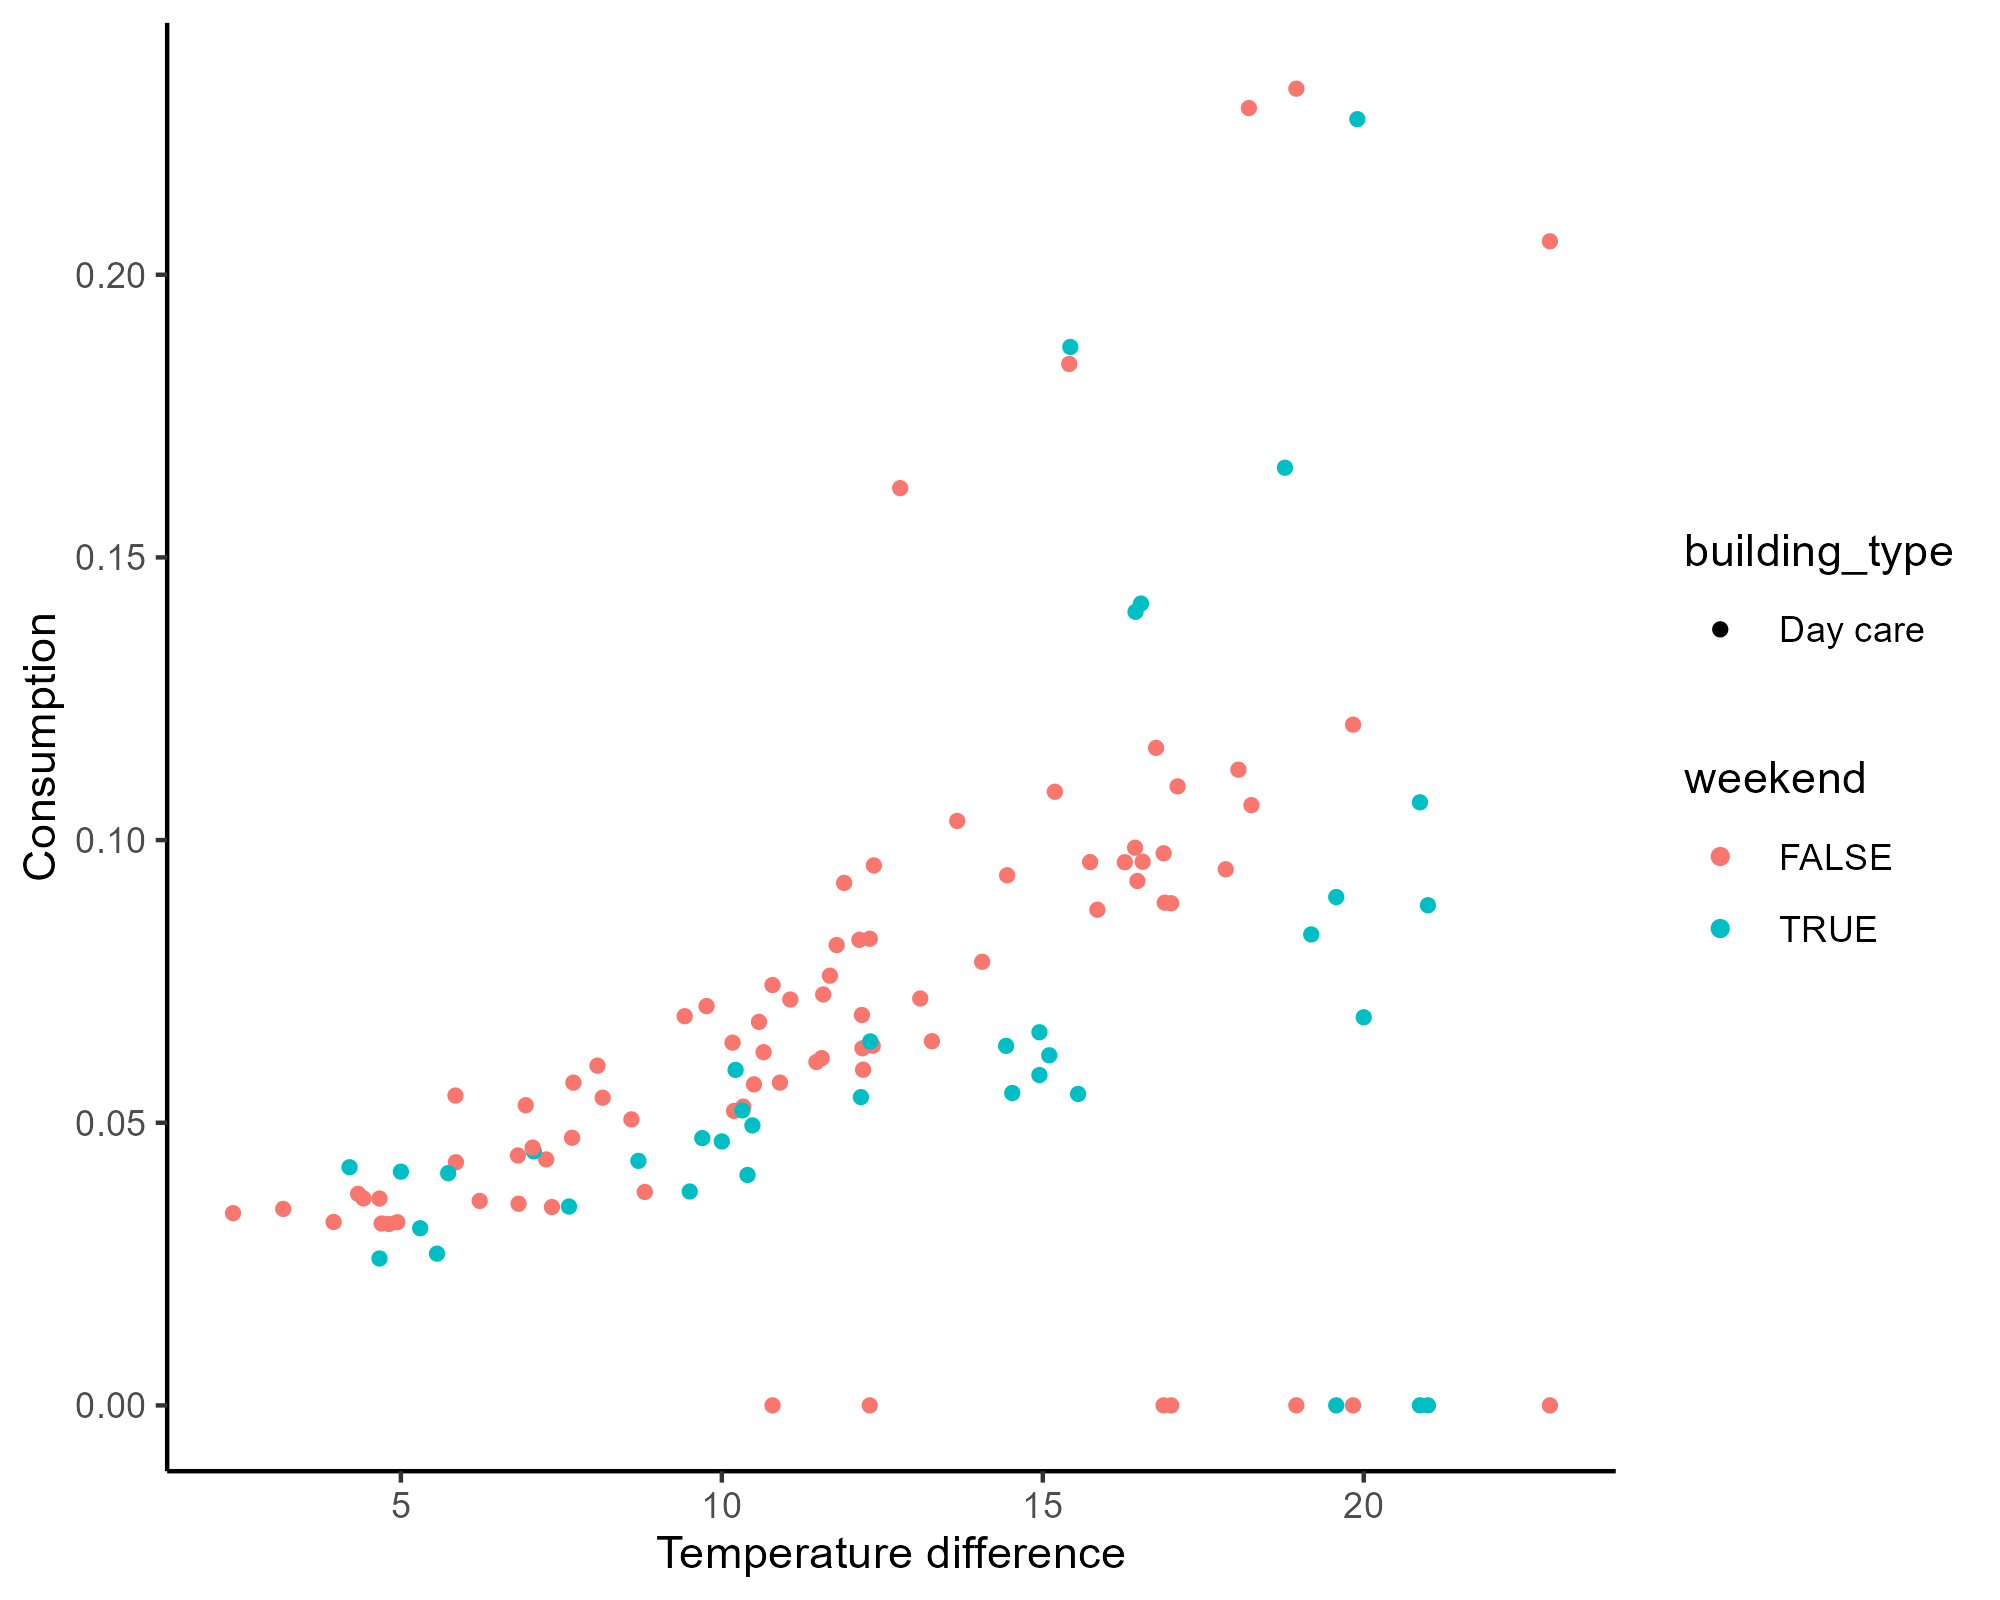 0.20
0.15
0.10
0.05
0.00
Consumption
5 10 15 20
Temperature difference
building_type
Day care
weekend
FALSE
TRUE